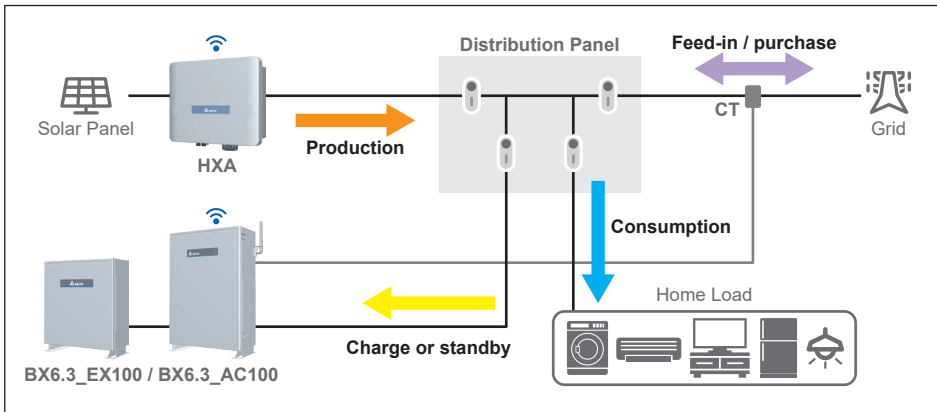 Distribution Panel
Feed-in / purchase
Solar Panel
HXA
Production
CT
Grid
Consumption
Home Load
Charge or standby
BX6.3_EX100 / BX6.3_AC100